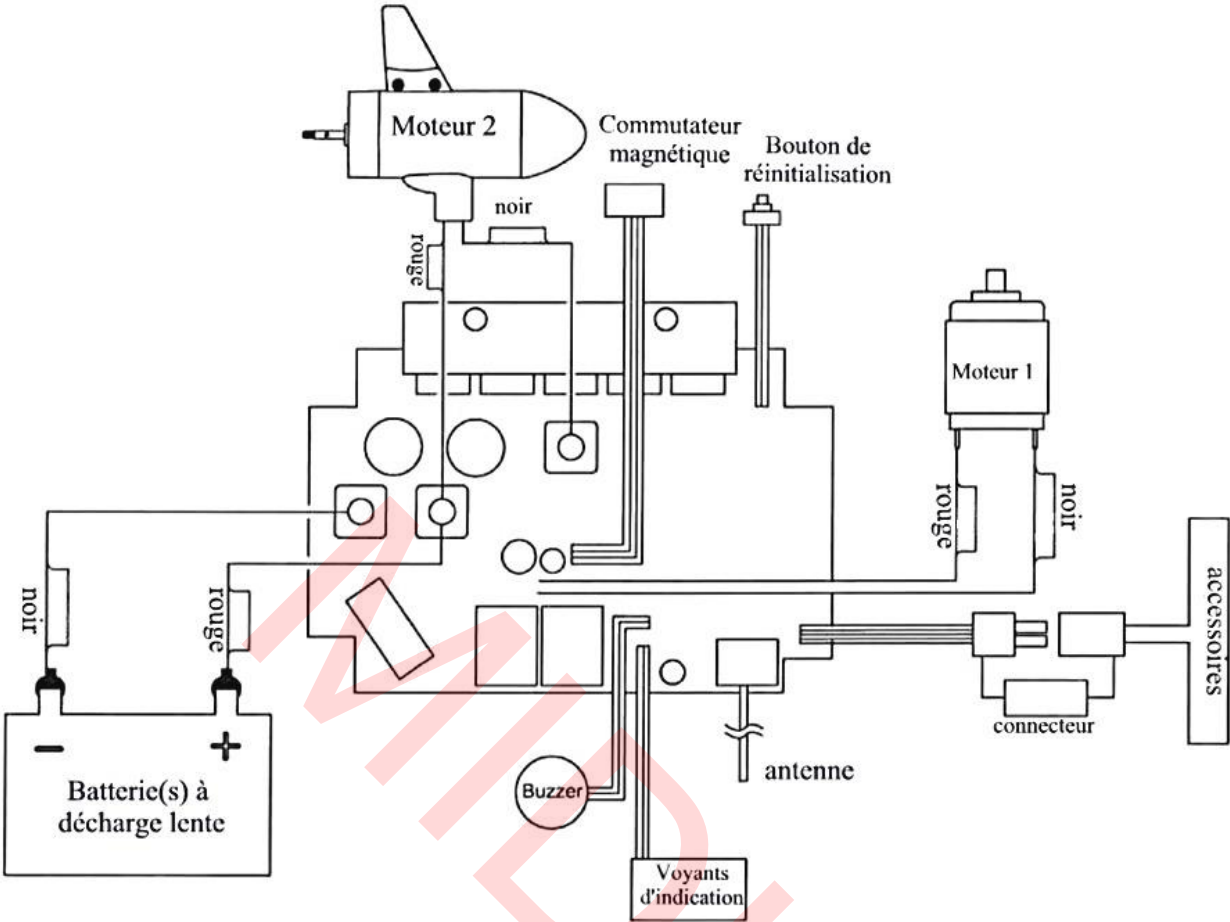 Moteur 2
Commutateur
magnétique
Bouton de
réinitialisation
noir
rouge
Moteur 1
rouge
noir
accessoires
noir
rouge
connecteur
antenne
Batterie(s) à
décharge lente
Buzzer
Voyants
d'indication